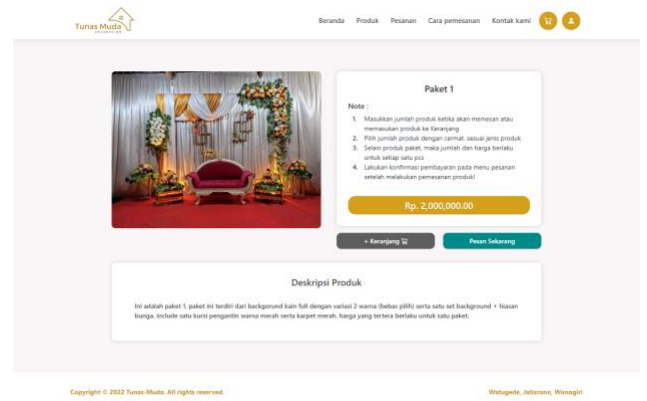 Tunas Muda
DECORATION
Beranda Produk Pesanan Cara pemesanan Kontak kami
Paket 1
Note :
1. Masukkan jumlah produk ketika akan memesan atau
memasukan produk ke Keranjang
2. Pilih jumlah produk dengan cermat, sesuai jenis produk
3. Selain produk paket, maka jumlah dan harga berlaku
untuk setiap satu pcs
4. Lakukan konfirmasi pembayaran pada menu pesanan
setelah melakukan pemesanan produk!
Rp. 2,000,000.00
+ Keranjang
Pesan Sekarang
Deskripsi Produk
Ini adalah paket 1, paket ini terdiri dari backgorund kain full dengan variasi 2 warna (bebas pilih) serta satu set background + hiasan
bunga. include satu kursi pengantin warna merah serta karpet merah. harga yang tertera berlaku untuk satu paket.
Copyright © 2022 Tunas-Muda. All rights reserved.
Watugede, Jatisrono, Wonogiri